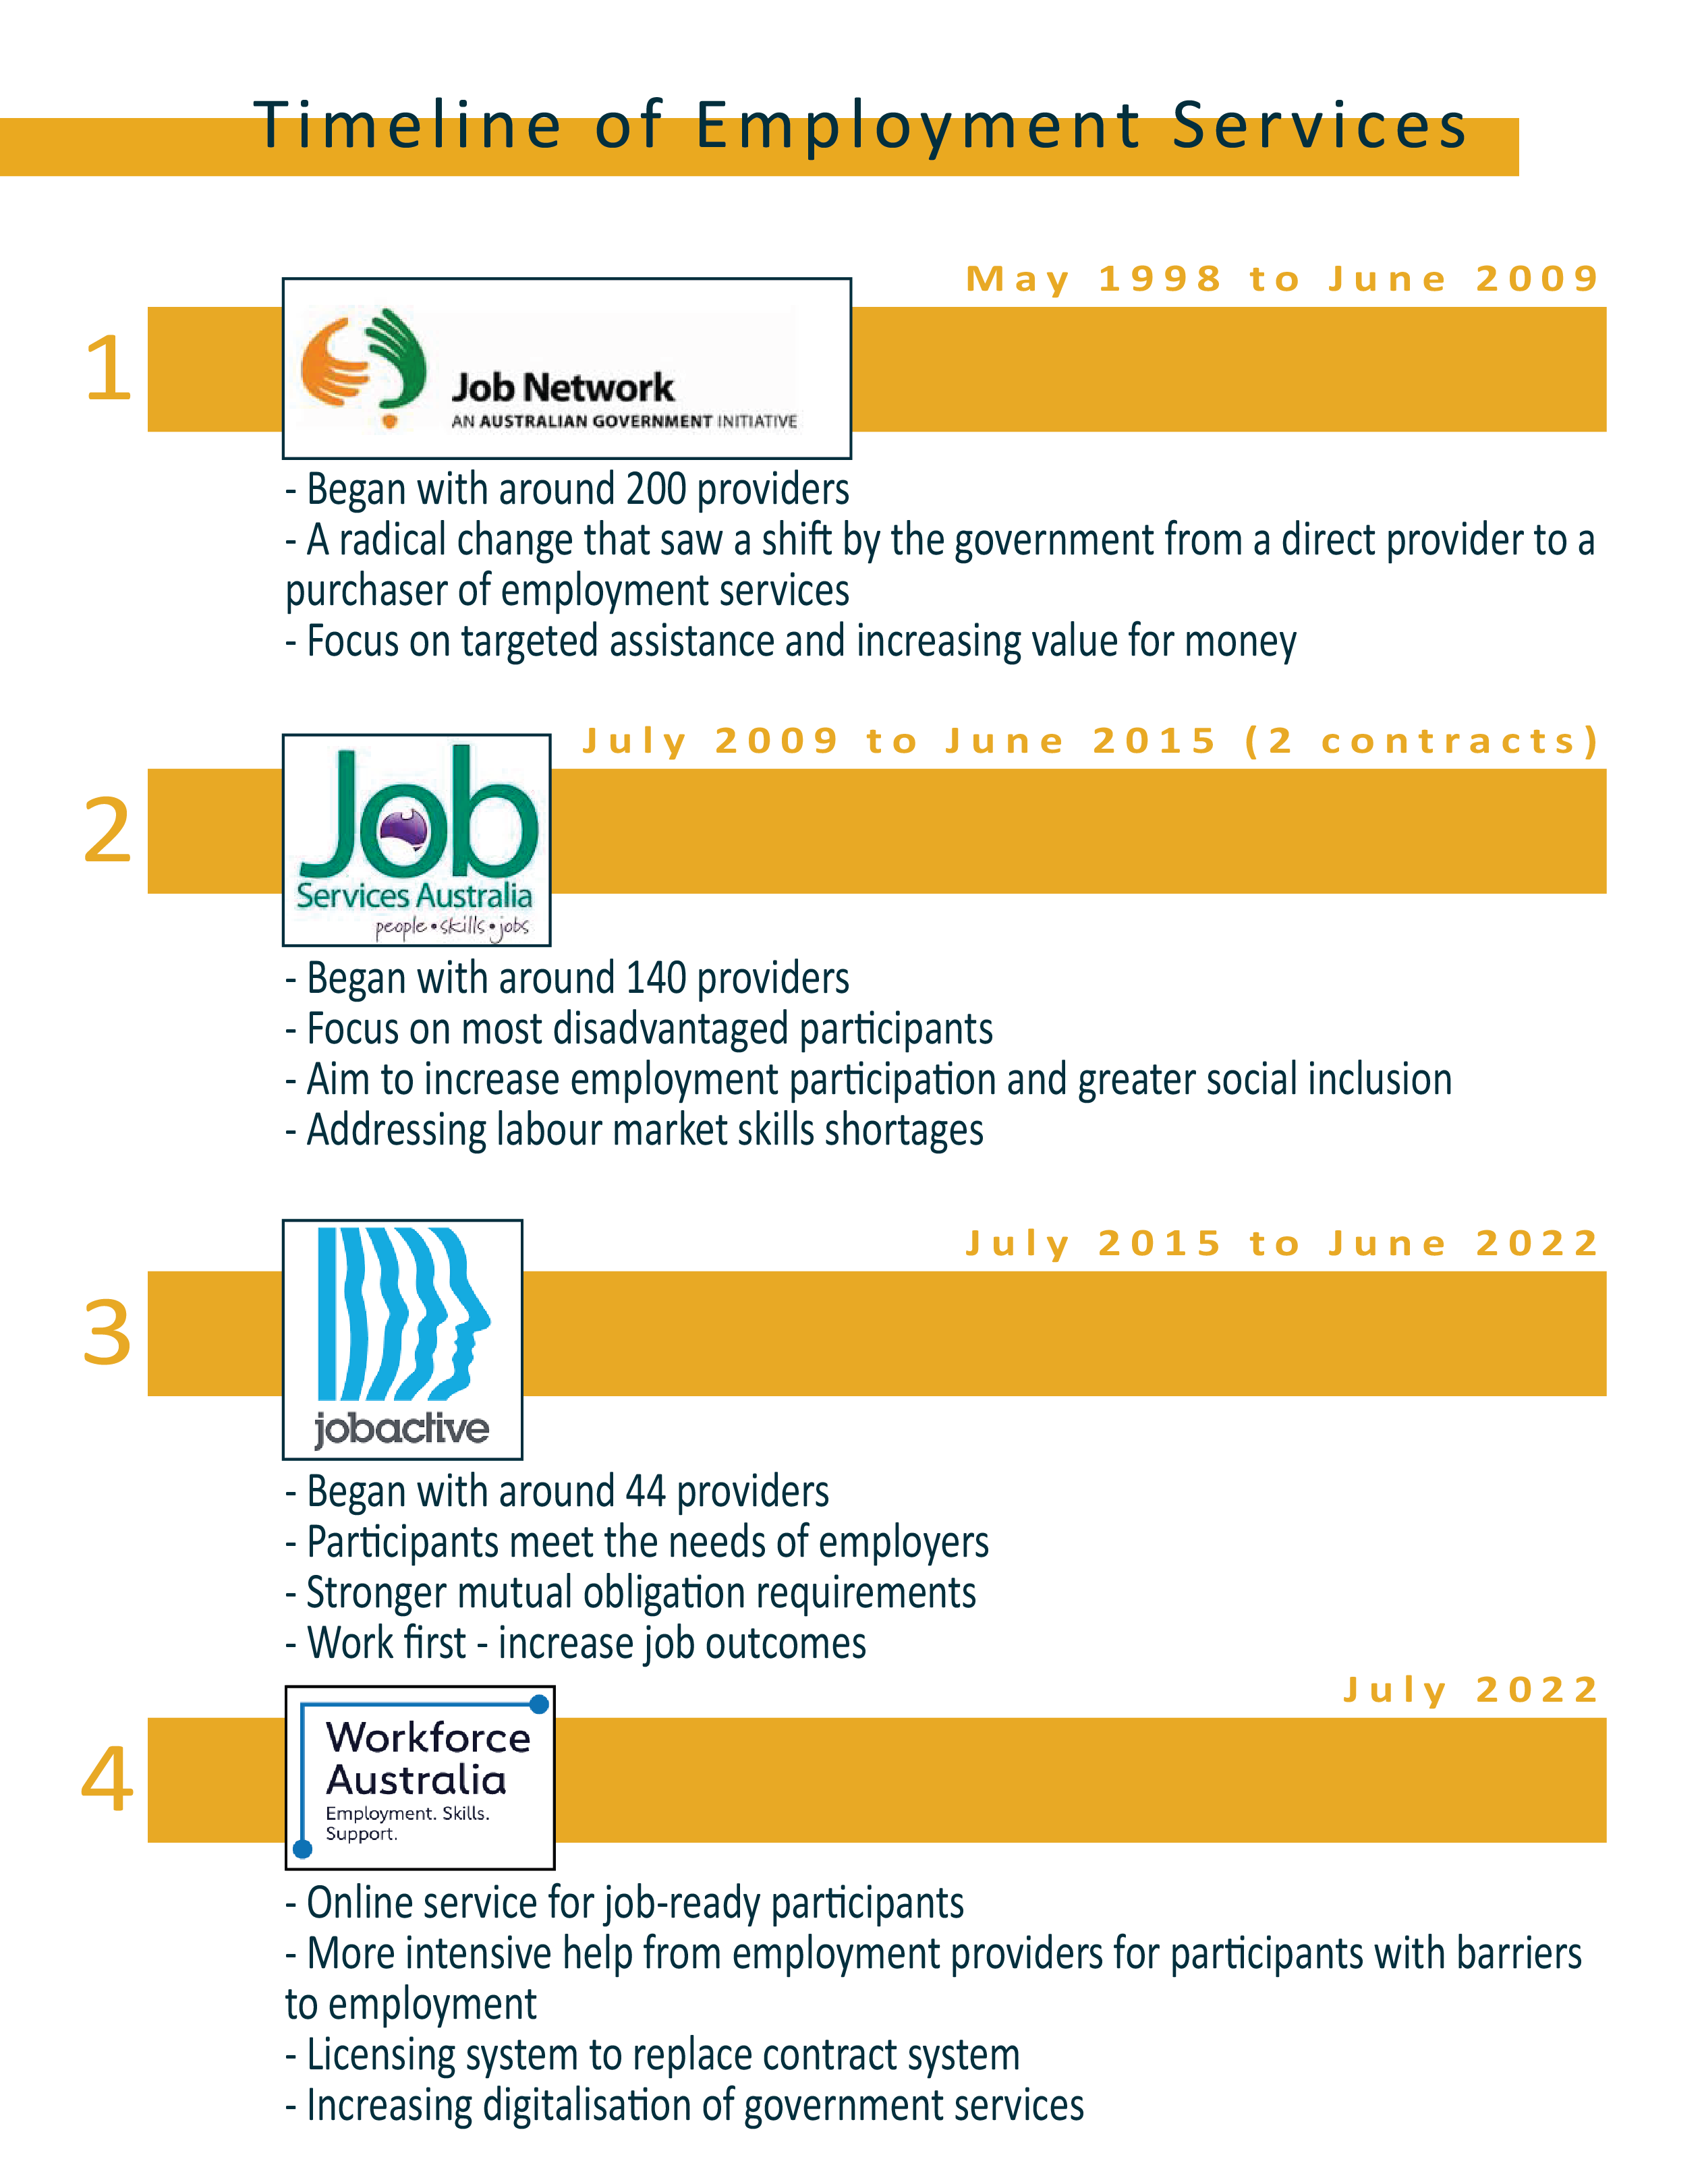 Timeline of Employment Services
May 1998 to June 2009
1
Job Network
AN AUSTRALIAN GOVERNMENT INITIATIVE
- Began with around 200 providers
- A radical change that saw a shift by the government from a direct provider to a
purchaser of employment services
- Focus on targeted assistance and increasing value for money
July 2009 to June 2015 (2 contracts)
2
Job
Services Australia
people • skills • jobs
- Began with around 140 providers
- Focus on most disadvantaged participants
- Aim to increase employment participation and greater social inclusion
- Addressing labour market skills shortages
July 2015 to June 2022
3
jobactive
- Began with around 44 providers
- Participants meet the needs of employers
- Stronger mutual obligation requirements
- Work first - increase job outcomes
July 2022
4
Workforce
Australia
Employment. Skills.
Support.
- Online service for job-ready participants
- More intensive help from employment providers for participants with barriers
to employment
- Licensing system to replace contract system
- Increasing digitalisation of government services